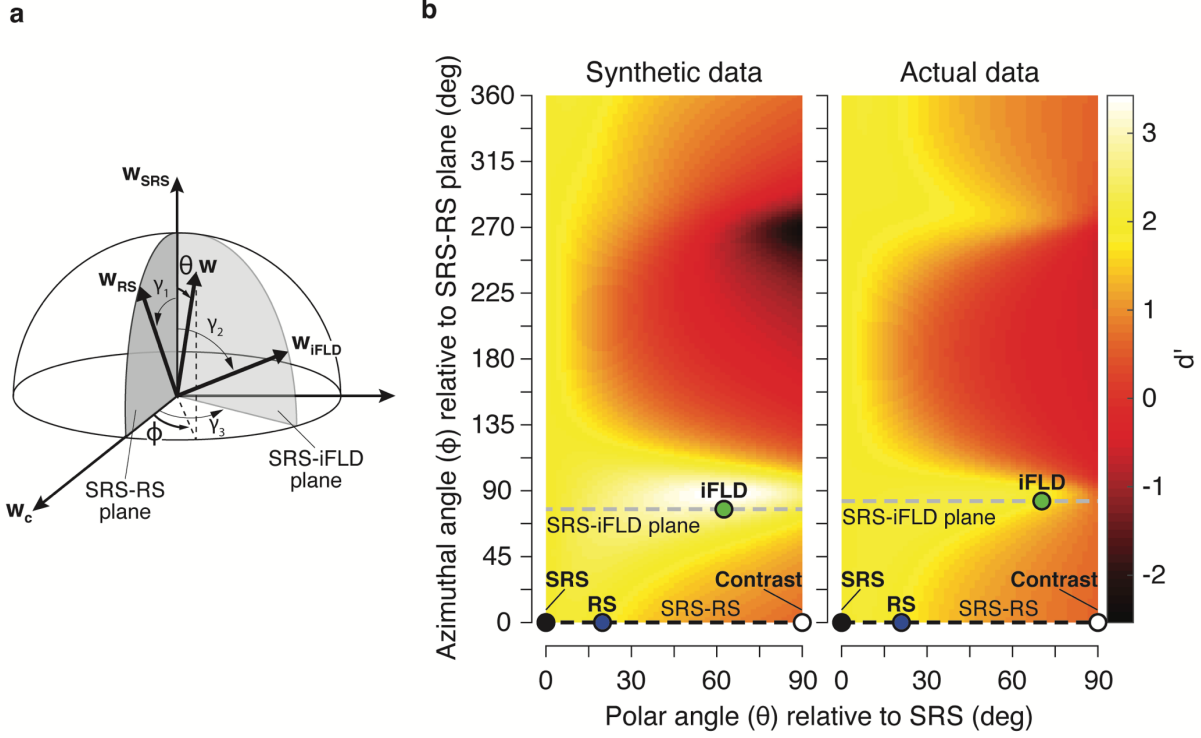 a
w_SRS
w_RS
γ₁
θ
w
γ₂
w_iFLD
ϕ
γ₃
w_c
SRS-RS
plane
SRS-iFLD
plane
b
Synthetic data
Actual data
Azimuthal angle (ϕ) relative to SRS-RS plane (deg)
360
315
270
225
180
135
90
45
0
iFLD
SRS-iFLD plane
SRS
RS
SRS-RS
Contrast
iFLD
SRS-iFLD plane
SRS
RS
SRS-RS
Contrast
0 30 60 90
0 30 60 90
Polar angle (θ) relative to SRS (deg)
3
2
1
0
-1
-2
d'